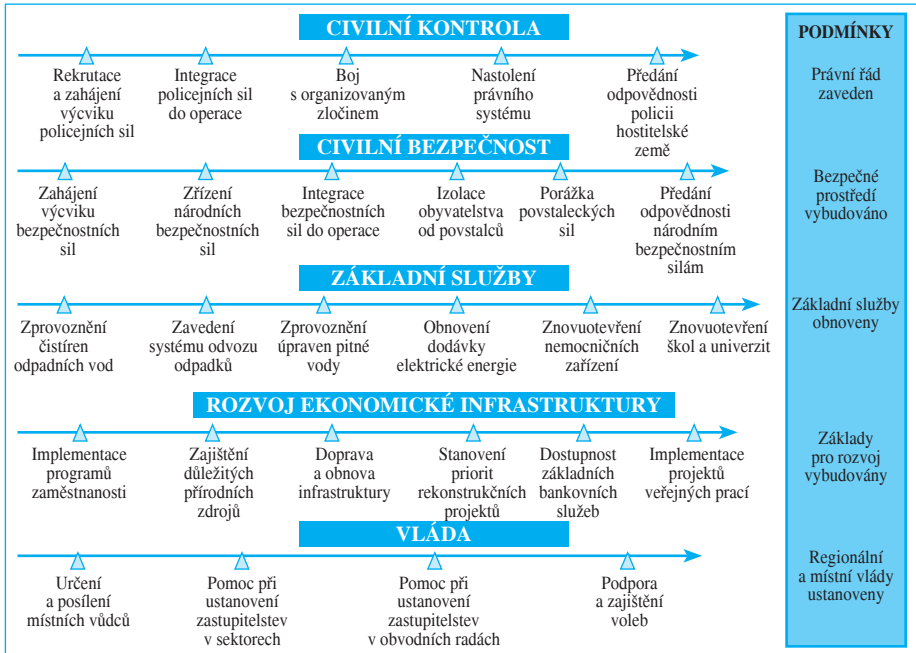 CIVILNÍ KONTROLA
Rekrutace
a zahájení
výcviku
policejních sil
Integrace
policejních sil
do operace
Boj
s organizovaným
zločinem
Nastolení
právního
systému
Předání
odpovědnosti
policii
hostitelské
země
CIVILNÍ BEZPEČNOST
Zahájení
výcviku
bezpečnostních
sil
Zřízení
národních
bezpečnostních
sil
Integrace
bezpečnostních
sil do operace
Izolace
obyvatelstva
od povstalců
Porážka
povstaleckých
sil
Předání
odpovědnosti
národním
bezpečnostním
silám
ZÁKLADNÍ SLUŽBY
Zprovoznění
čistíren
odpadních vod
Zavedení
systému odvozu
odpadků
Zprovoznění
úpraven pitné
vody
Obnovení
dodávky
elektrické energie
Znovuotevření
nemocničních
zařízení
Znovuotevření
škol a univerzit
ROZVOJ EKONOMICKÉ INFRASTRUKTURY
Implementace
programů
zaměstnanosti
Zajištění
důležitých
přírodních
zdrojů
Doprava
a obnova
infrastruktury
Stanovení
priorit
rekonstrukčních
projektů
Dostupnost
základních
bankovních
služeb
Implementace
projektů
veřejných prací
VLÁDA
Určení
a posílení
místních vůdců
Pomoc při
ustanovení
zastupitelstev
v sektorech
Pomoc při
ustanovení
zastupitelstev
v obvodních radách
Podpora
a zajištění
voleb
PODMÍNKY
Právní řád
zaveden
Bezpečné
prostředí
vybudováno
Základní služby
obnoveny
Základy
pro rozvoj
vybudovány
Regionální
a místní vlády
ustanoveny